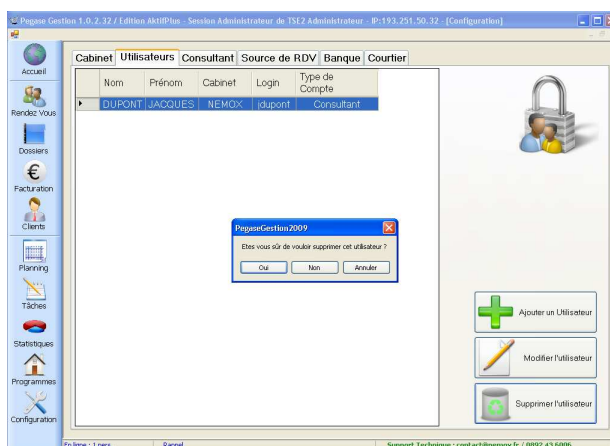 Pegase Gestion 1.0.2.32 / Edition AktifPlus - Session Administrateur de TSE2 Administrateur - IP:193.251.50.32 - [Configuration]
Cabinet Utilisateurs Consultant Source de RDV Banque Courtier
Accueil
Nom Prénom Cabinet Login Type de Compte
DUPONT JACQUES NEMOX jdupont Consultant
Rendez Vous
Dossiers
Facturation
Clients
PegaseGestion2009
Etes vous sûr de vouloir supprimer cet utilisateur ?
Oui Non Annuler
Planning
Tâches
Ajouter un Utilisateur
Statistiques
Modifier l'utilisateur
Programmes
Supprimer l'utilisateur
Configuration
En ligne : 1 pers Rappel Support Technique : contact@nemox.fr / 0892 43 6006